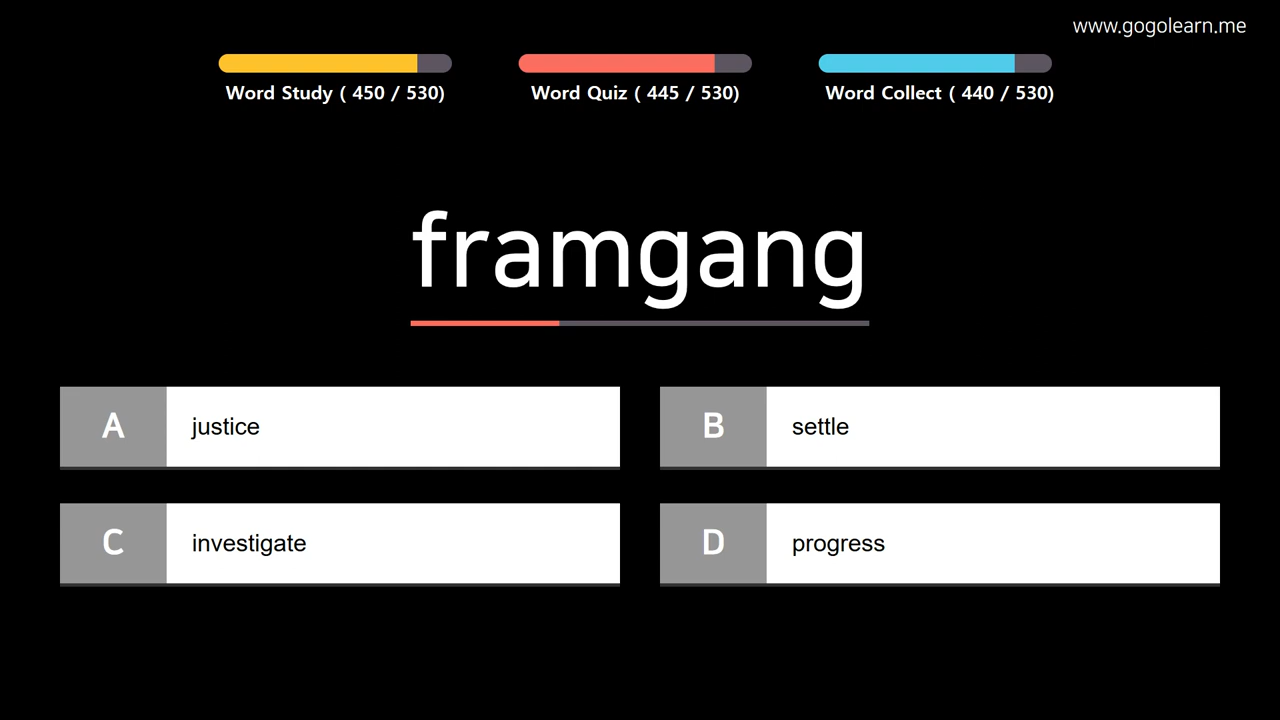 www.gogolearn.me
Word Study ( 450 / 530)
Word Quiz ( 445 / 530)
Word Collect ( 440 / 530)
framgang
A justice
B settle
C investigate
D progress